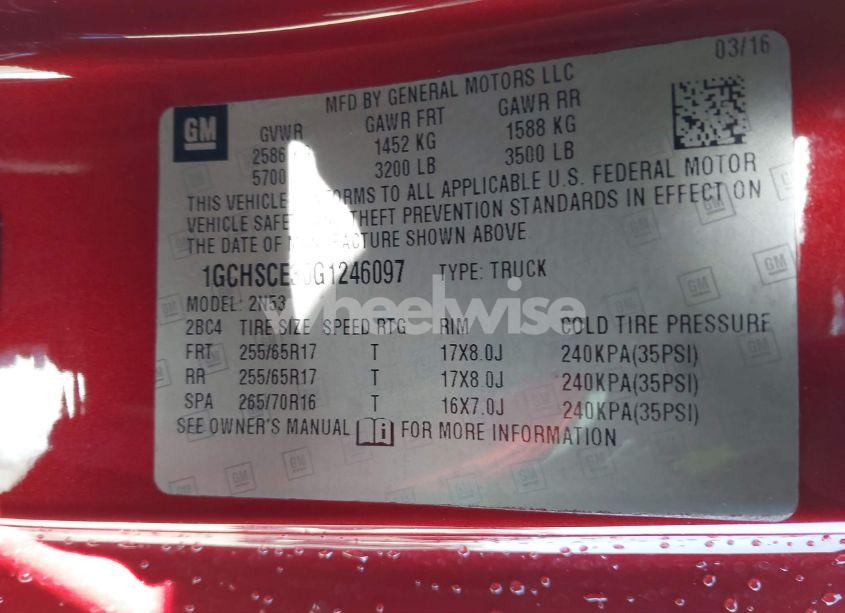 03/16
MFD BY GENERAL MOTORS LLC
GM
GVWR GAWR FRT GAWR RR
1452 KG 1588 KG
5700 3200 LB 3500 LB
THIS VEHICLE TO ALL APPLICABLE U.S. FEDERAL MOTOR
VEHICLE THEFT PREVENTION STANDARDS IN EFFECT ON
THE DATE OF SHOWN ABOVE
TYPE: TRUCK
MODEL: 2N53
wheelwise
2BC4 TIRE SIZE SPEED RTG RIM COLD TIRE PRESSURE
FRT 255/65R17 T 17X8.0J 240KPA(35PSI)
RR 255/65R17 T 17X8.0J 240KPA(35PSI)
SPA 265/70R16 T 16X7.0J 240KPA(35PSI)
SEE OWNER'S MANUAL i FOR MORE INFORMATION